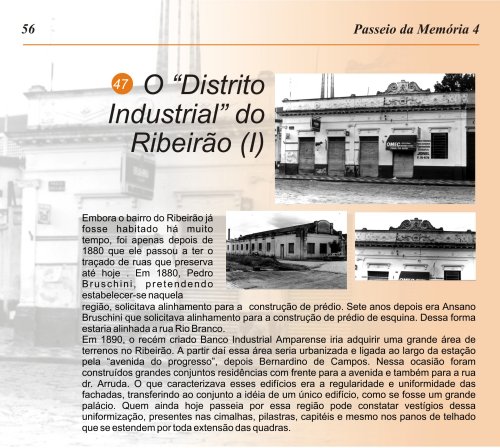 56
Passeio da Memória 4
47
O “Distrito
Industrial” do
Ribeirão (I)
Embora o bairro do Ribeirão já
fosse habitado há muito
tempo, foi apenas depois de
1880 que ele passou a ter o
traçado de ruas que preserva
até hoje . Em 1880, Pedro
Bruschini, pretendendo
estabelecer-se naquela
região, solicitava alinhamento para a construção de prédio. Sete anos depois era Ansano
Bruschini que solicitava alinhamento para a construção de prédio de esquina. Dessa forma
estaria alinhada a rua Rio Branco.
Em 1890, o recém criado Banco Industrial Amparense iria adquirir uma grande área de
terrenos no Ribeirão. A partir daí essa área seria urbanizada e ligada ao largo da estação
pela “avenida do progresso”, depois Bernardino de Campos. Nessa ocasião foram
construídos grandes conjuntos residências com frente para a avenida e também para a rua
dr. Arruda. O que caracterizava esses edifícios era a regularidade e uniformidade das
fachadas, transferindo ao conjunto a idéia de um único edifício, como se fosse um grande
palácio. Quem ainda hoje passeia por essa região pode constatar vestígios dessa
uniformização, presentes nas cimalhas, pilastras, capitéis e mesmo nos panos de telhado
que se estendem por toda extensão das quadras.